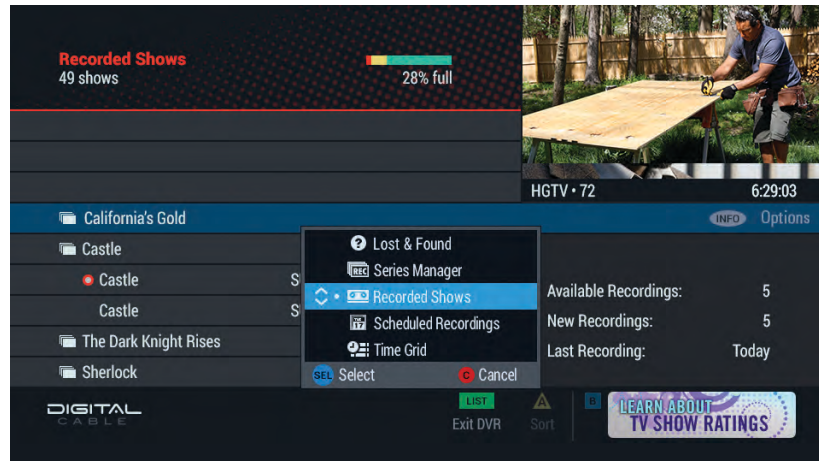 Recorded Shows
49 shows
28% full
HGTV • 72
6:29:03
California's Gold
INFO Options
Castle
Castle
S
Castle
S
The Dark Knight Rises
Sherlock
? Lost & Found
REC Series Manager
• Recorded Shows
17 Scheduled Recordings
Time Grid
SEL Select
C Cancel
Available Recordings: 5
New Recordings: 5
Last Recording: Today
DIGITAL
CABLE
LIST
Exit DVR
A
Sort
B
LEARN ABOUT
TV SHOW RATINGS